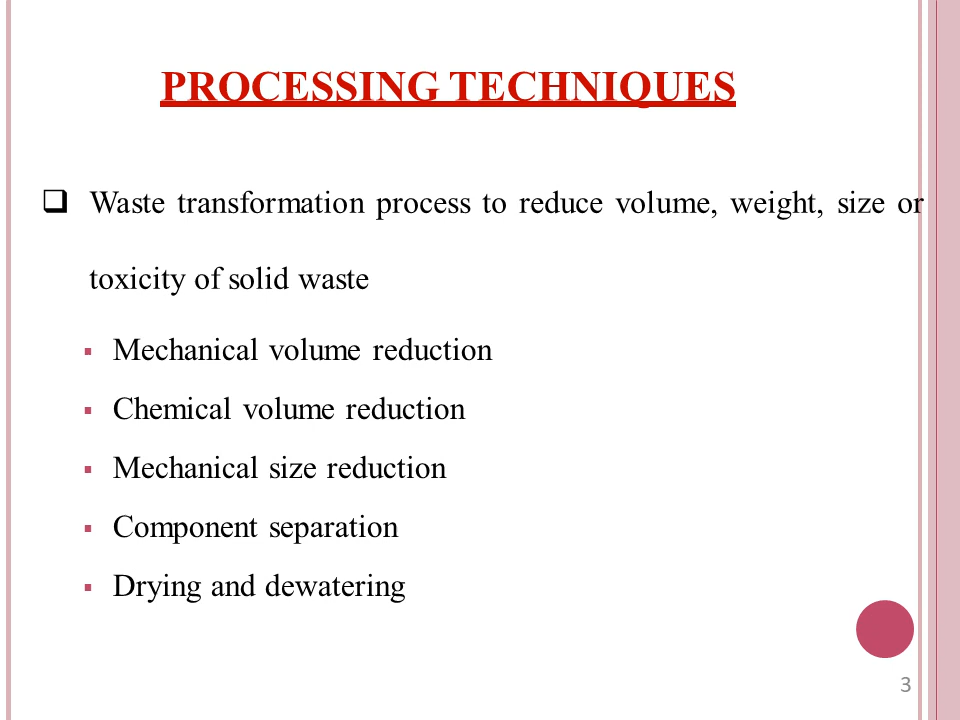 PROCESSING TECHNIQUES
❑ Waste transformation process to reduce volume, weight, size or
toxicity of solid waste
▪ Mechanical volume reduction
▪ Chemical volume reduction
▪ Mechanical size reduction
▪ Component separation
▪ Drying and dewatering
3